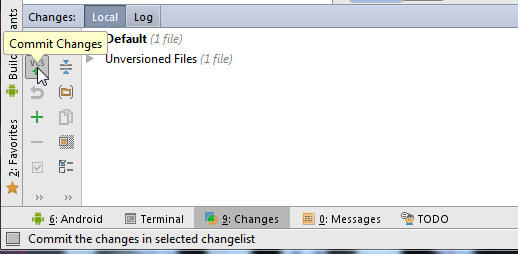 Changes: Local Log
Commit Changes
Default (1 file)
VCS
Unversioned Files (1 file)
Build
ants
2: Favorites
6: Android Terminal 9: Changes 0: Messages TODO
Commit the changes in selected changelist